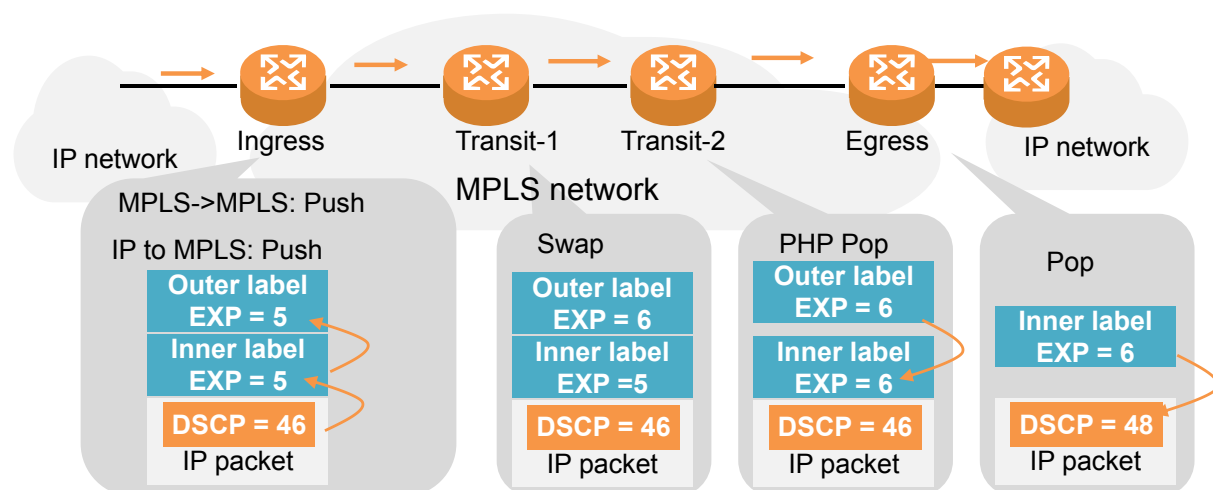 Ingress
Transit-1
Transit-2
Egress
IP network
IP network
MPLS network
MPLS->MPLS: Push
IP to MPLS: Push
Outer label
EXP = 5
Inner label
EXP = 5
DSCP = 46
IP packet
Swap
Outer label
EXP = 6
Inner label
EXP =5
DSCP = 46
IP packet
PHP Pop
Outer label
EXP = 6
Inner label
EXP = 6
DSCP = 46
IP packet
Pop
Inner label
EXP = 6
DSCP = 48
IP packet